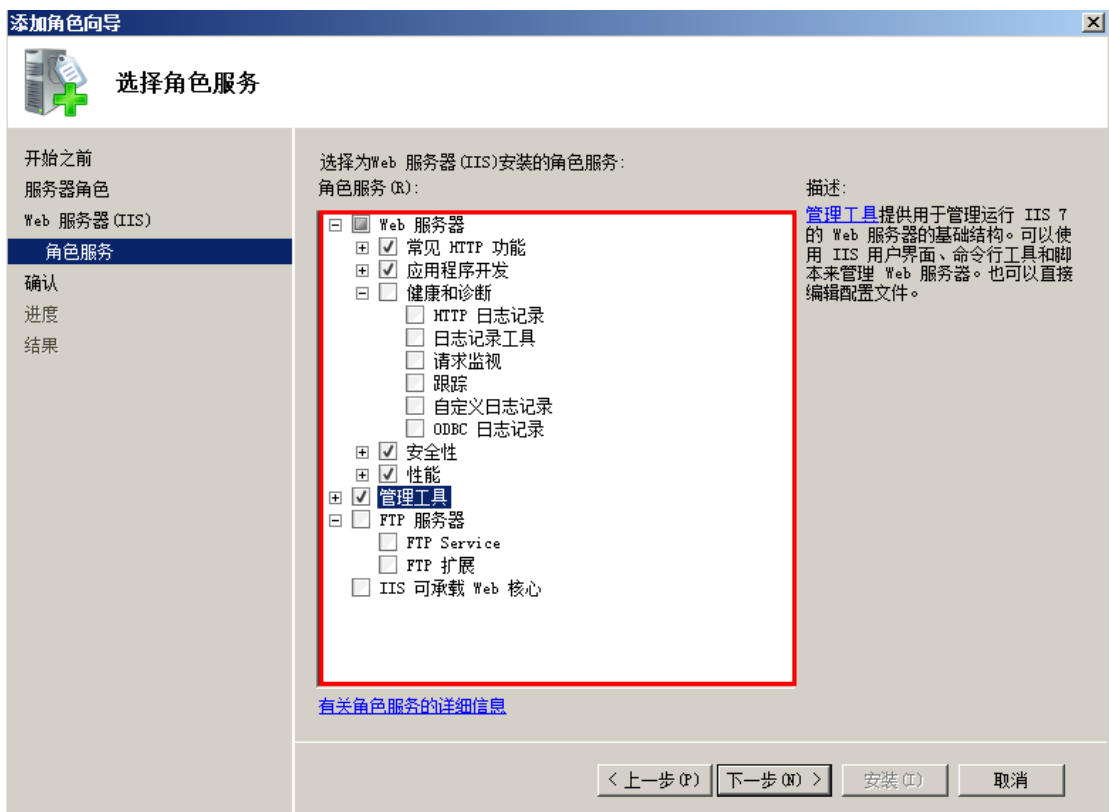 添加角色向导
选择角色服务
开始之前
服务器角色
Web 服务器(IIS)
角色服务
确认
进度
结果
选择为Web 服务器(IIS)安装的角色服务:
角色服务(R):
Web 服务器
常见 HTTP 功能
应用程序开发
健康和诊断
HTTP 日志记录
日志记录工具
请求监视
跟踪
自定义日志记录
ODBC 日志记录
安全性
性能
管理工具
FTP 服务器
FTP Service
FTP 扩展
IIS 可承载 Web 核心
有关角色服务的详细信息
描述:
管理工具提供用于管理运行 IIS 7
的 Web 服务器的基础结构。可以使
用 IIS 用户界面、命令行工具和脚
本来管理 Web 服务器。也可以直接
编辑配置文件。
< 上一步(P)
下一步(N) >
安装(I)
取消